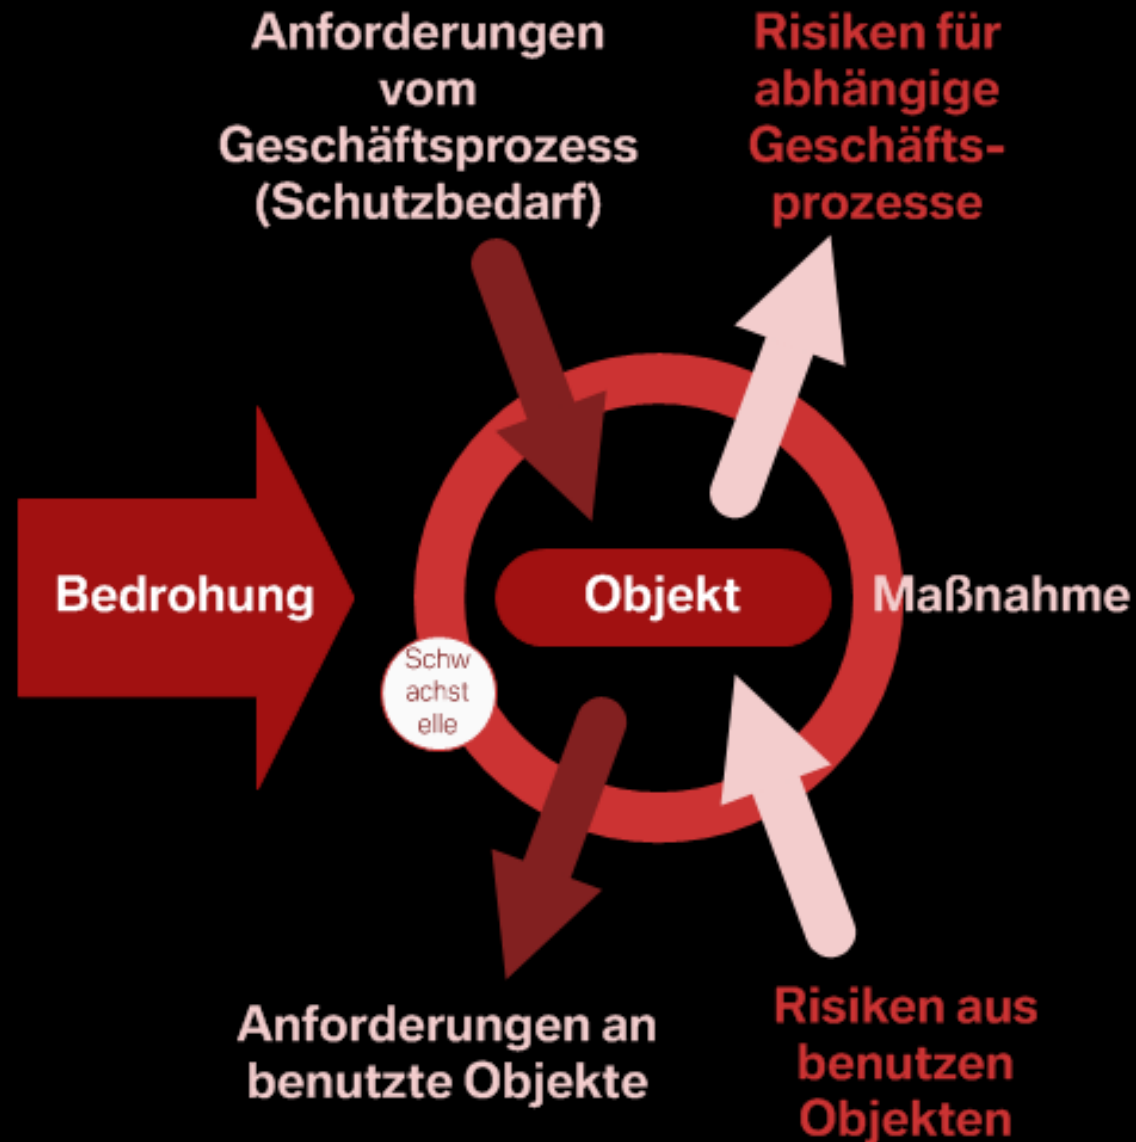 Anforderungen
vom
Geschäftsprozess
(Schutzbedarf)
Risiken für
abhängige
Geschäfts-
prozesse
Bedrohung
Objekt
Maßnahme
Schw
achst
elle
Anforderungen an
benutzte Objekte
Risiken aus
benutzen
Objekten